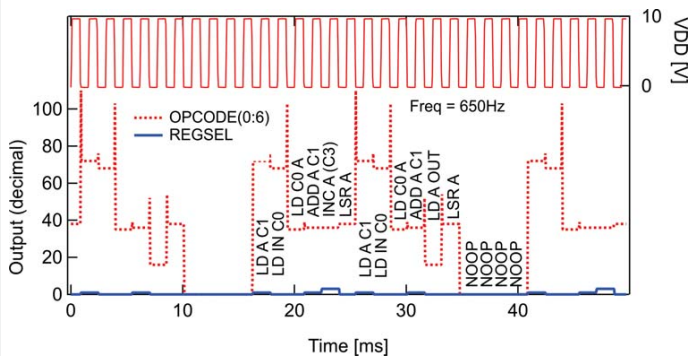 10
0
VDD [V]
Freq = 650Hz
OPCODE(0:6)
REGSEL
100
80
60
40
20
0
Output (decimal)
LD A C1
LD IN C0
LD C0 A
ADD A C1
INC A (C3)
LSR A
LD A C1
LD IN C0
LD C0 A
ADD A C1
LD A OUT
LSR A
NOOP
NOOP
NOOP
NOOP
0
10
20
30
40
Time [ms]